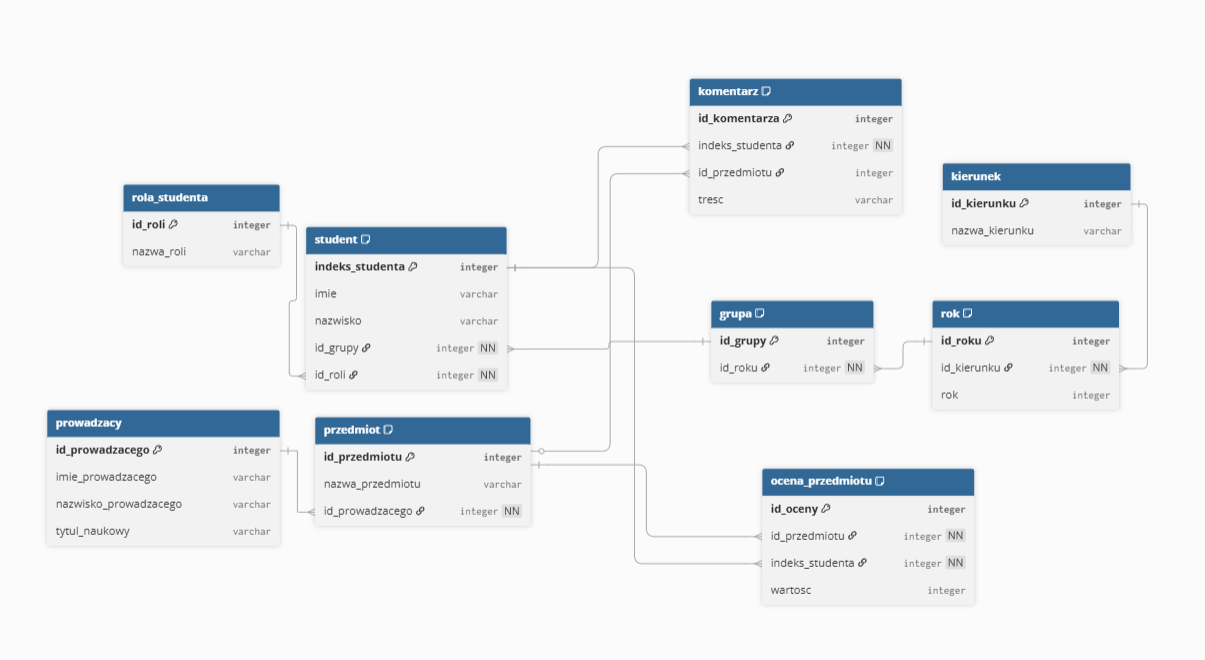 komentarz
id_komentarza integer
indeks_studenta integer NN
id_przedmiotu integer
tresc varchar
kierunek
id_kierunku integer
nazwa_kierunku varchar
rola_studenta
id_roli integer
nazwa_roli varchar
student
indeks_studenta integer
imie varchar
nazwisko varchar
id_grupy integer NN
id_roli integer NN
grupa
id_grupy integer
id_roku integer NN
rok
id_roku integer
id_kierunku integer NN
rok integer
prowadzacy
id_prowadzacego integer
imie_prowadzacego varchar
nazwisko_prowadzacego varchar
tytul_naukowy varchar
przedmiot
id_przedmiotu integer
nazwa_przedmiotu varchar
id_prowadzacego integer NN
ocena_przedmiotu
id_oceny integer
id_przedmiotu integer NN
indeks_studenta integer NN
wartosc integer